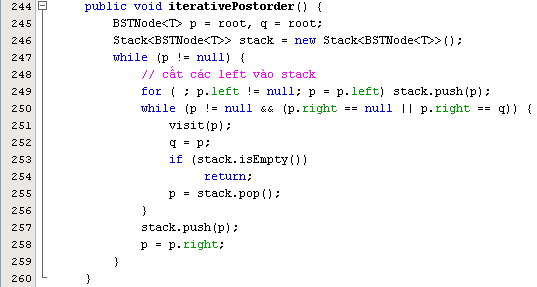 244 public void iterativePostorder() {
245 BSTNode<T> p = root, q = root;
246 Stack<BSTNode<T>> stack = new Stack<BSTNode<T>>();
247 while (p != null) {
248 // cất các left vào stack
249 for ( ; p.left != null; p = p.left) stack.push(p);
250 while (p != null && (p.right == null || p.right == q)) {
251 visit(p);
252 q = p;
253 if (stack.isEmpty())
254 return;
255 p = stack.pop();
256 }
257 stack.push(p);
258 p = p.right;
259 }
260 }